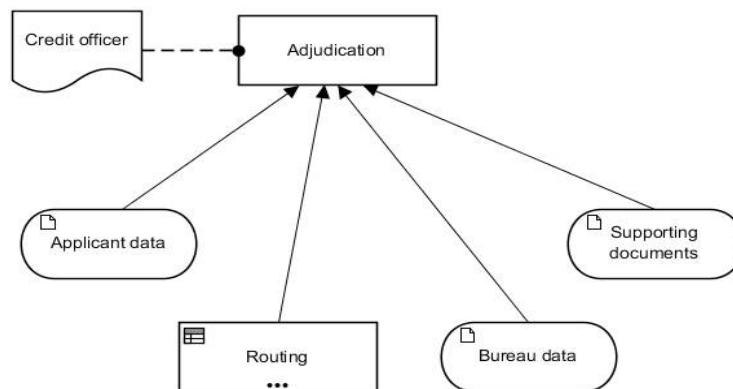 Credit officer
Adjudication
Applicant data
Supporting
documents
Routing
Bureau data